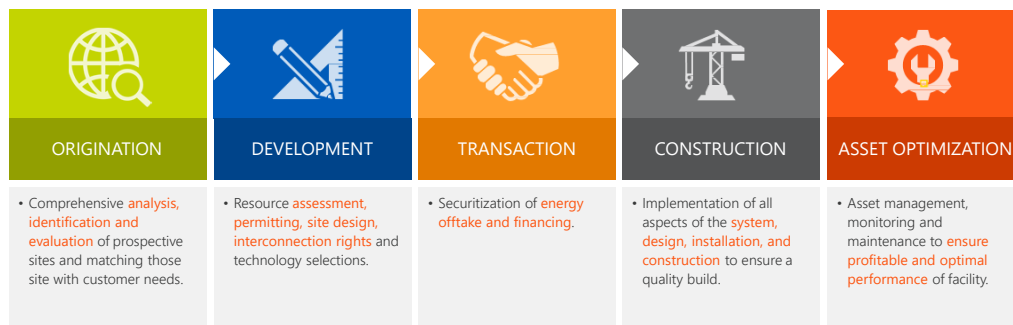 ORIGINATION
• Comprehensive analysis,
identification and
evaluation of prospective
sites and matching those
site with customer needs.
DEVELOPMENT
• Resource assessment,
permitting, site design,
interconnection rights and
technology selections.
TRANSACTION
• Securitization of energy
offtake and financing.
CONSTRUCTION
• Implementation of all
aspects of the system,
design, installation, and
construction to ensure a
quality build.
ASSET OPTIMIZATION
• Asset management,
monitoring and
maintenance to ensure
profitable and optimal
performance of facility.